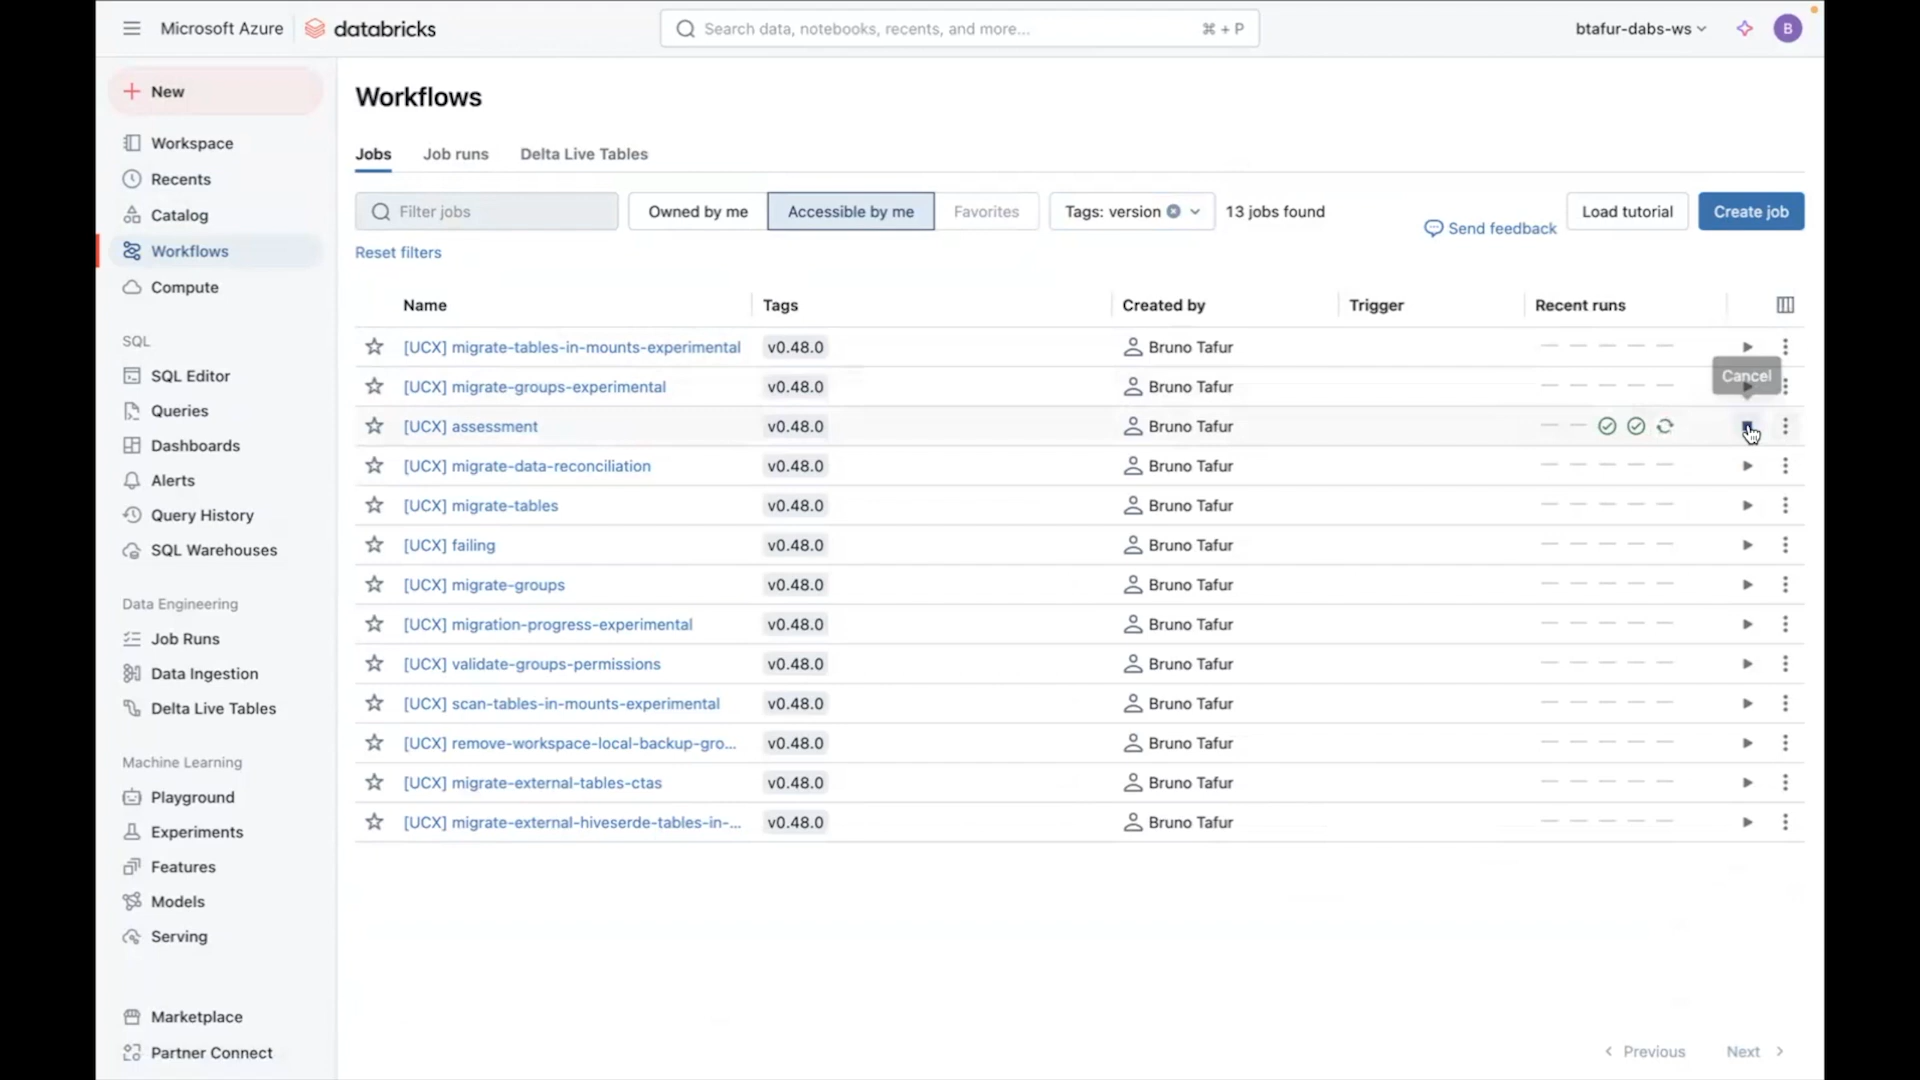 Microsoft Azure databricks Search data, notebooks, recents, and more... ⌘ + P btafur-dabs-ws B
New
Workspace
Recents
Catalog
Workflows
Compute
SQL
SQL Editor
Queries
Dashboards
Alerts
Query History
SQL Warehouses
Data Engineering
Job Runs
Data Ingestion
Delta Live Tables
Machine Learning
Playground
Experiments
Features
Models
Serving
Marketplace
Partner Connect
Workflows
Jobs Job runs Delta Live Tables
Filter jobs Owned by me Accessible by me Favorites Tags: version 13 jobs found Send feedback Load tutorial Create job
Reset filters
Name Tags Created by Trigger Recent runs
[UCX] migrate-tables-in-mounts-experimental v0.48.0 Bruno Tafur
Cancel
[UCX] migrate-groups-experimental v0.48.0 Bruno Tafur
[UCX] assessment v0.48.0 Bruno Tafur
[UCX] migrate-data-reconciliation v0.48.0 Bruno Tafur
[UCX] migrate-tables v0.48.0 Bruno Tafur
[UCX] failing v0.48.0 Bruno Tafur
[UCX] migrate-groups v0.48.0 Bruno Tafur
[UCX] migration-progress-experimental v0.48.0 Bruno Tafur
[UCX] validate-groups-permissions v0.48.0 Bruno Tafur
[UCX] scan-tables-in-mounts-experimental v0.48.0 Bruno Tafur
[UCX] remove-workspace-local-backup-gro... v0.48.0 Bruno Tafur
[UCX] migrate-external-tables-ctas v0.48.0 Bruno Tafur
[UCX] migrate-external-hiveserde-tables-in-... v0.48.0 Bruno Tafur
Previous Next